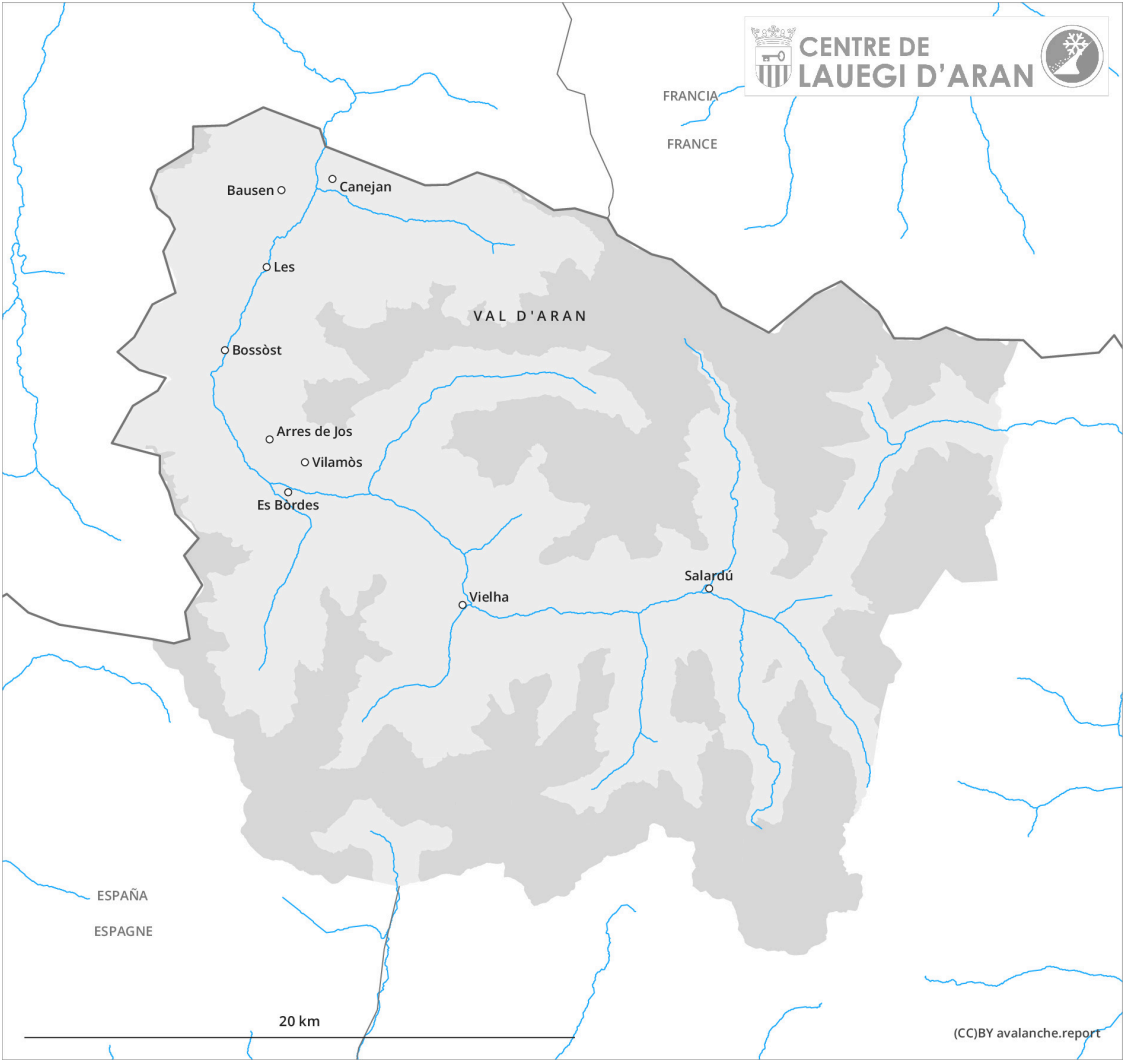 CENTRE DE
LAUEGI D'ARAN
FRANCIA
FRANCE
Bausen
Canejan
Les
VAL D'ARAN
Bossòst
Arres de Jos
Vilamòs
Es Bòrdes
Salardú
Vielha
ESPAÑA
ESPAGNE
20 km
(CC)BY avalanche.report